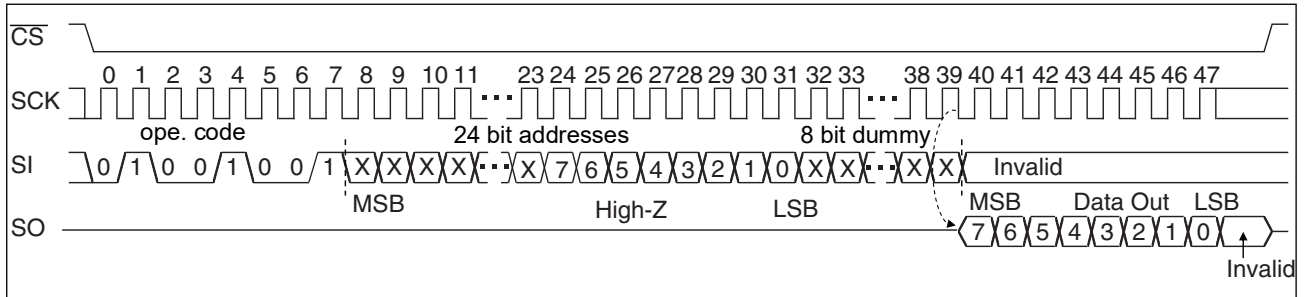 CS
0 1 2 3 4 5 6 7 8 9 10 11 23 24 25 26 27 28 29 30 31 32 33 38 39 40 41 42 43 44 45 46 47
SCK ··· ···
ope. code 24 bit addresses 8 bit dummy
SI 0 1 0 0 1 0 0 1 X X X X ··· X 7 6 5 4 3 2 1 0 X X ··· X X Invalid
MSB High-Z LSB MSB Data Out LSB
SO 7 6 5 4 3 2 1 0
Invalid